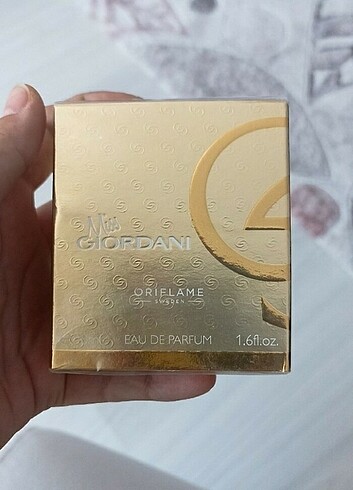 Miss
GIORDANI
ORIFLAME
SWEDEN
EAU DE PARFUM 1.6fl.oz.